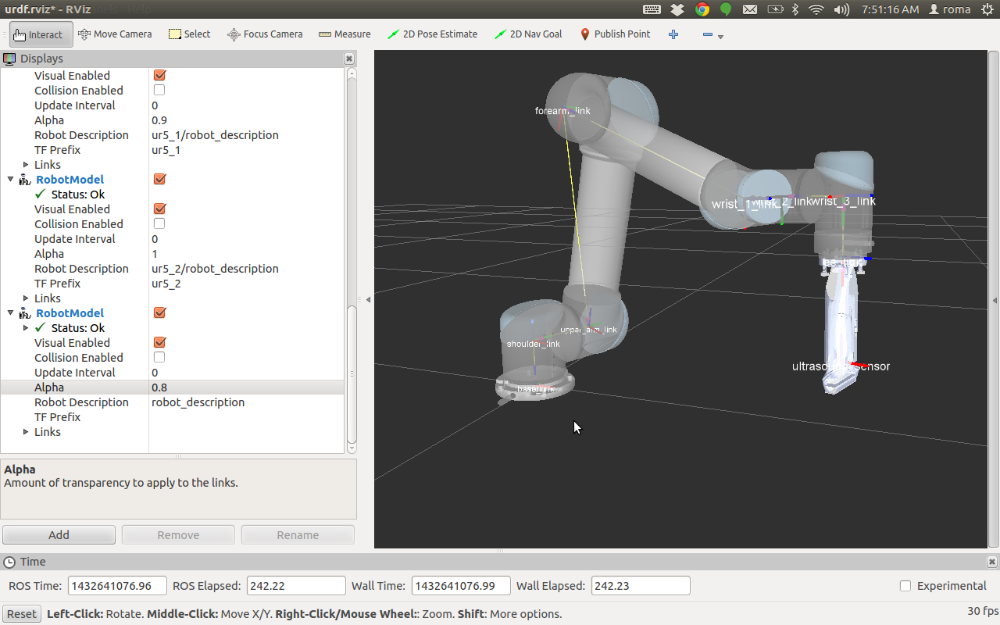 urdf.rviz* - RViz
7:51:16 AM roma
Interact Move Camera Select Focus Camera Measure 2D Pose Estimate 2D Nav Goal Publish Point
Displays
Visual Enabled
Collision Enabled
Update Interval 0
Alpha 0.9
Robot Description ur5_1/robot_description
TF Prefix ur5_1
Links
RobotModel
Status: Ok
Visual Enabled
Collision Enabled
Update Interval 0
Alpha 1
Robot Description ur5_2/robot_description
TF Prefix ur5_2
Links
RobotModel
Status: Ok
Visual Enabled
Collision Enabled
Update Interval 0
Alpha 0.8
Robot Description robot_description
TF Prefix
Links
Alpha
Amount of transparency to apply to the links.
Add Remove Rename
forearm_link
wrist_1_link
wrist_3_link
upper_arm_link
shoulder_link
Time
ROS Time: 1432641076.96 ROS Elapsed: 242.22 Wall Time: 1432641076.99 Wall Elapsed: 242.23 Experimental
Reset Left-Click: Rotate. Middle-Click: Move X/Y. Right-Click/Mouse Wheel:: Zoom. Shift: More options. 30 fps